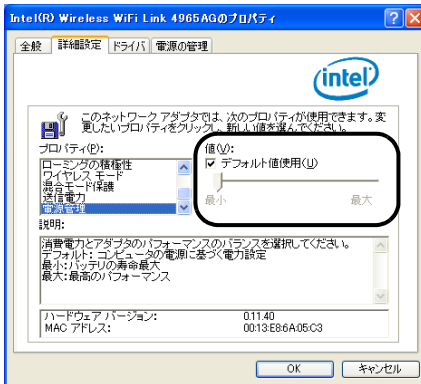 Intel(R) Wireless WiFi Link 4965AGのプロパティ
全般 詳細設定 ドライバ 電源の管理
intel
このネットワーク アダプタでは、次のプロパティが使用できます。変
更したいプロパティをクリックし、新しい値を選んでください。
プロパティ(P):
値(V):
ローミングの積極性
ワイヤレス モード
混合モード保護
送信電力
電源管理
デフォルト値使用(U)
最小 最大
説明:
消費電力とアダプタのパフォーマンスのバランスを選択してください。
デフォルト: コンピュータの電源に基づく電力設定
最小:バッテリの寿命最大
最大:最高のパフォーマンス
ハードウェア バージョン: 0.11.40
MAC アドレス: 00:13:E8:6A:05:C3
OK キャンセル